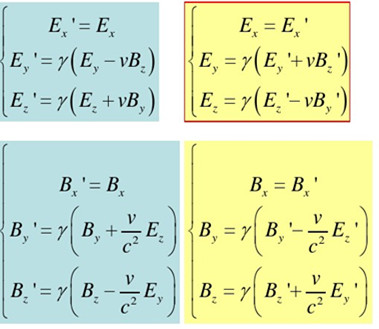 E_x' = E_x
E_y' = γ(E_y − vB_z)
E_z' = γ(E_z + vB_y)
E_x = E_x'
E_y = γ(E_y' + vB_z')
E_z = γ(E_z' − vB_y')
B_x' = B_x
B_y' = γ(B_y + v/c² E_z)
B_z' = γ(B_z − v/c² E_y)
B_x = B_x'
B_y = γ(B_y' − v/c² E_z')
B_z = γ(B_z' + v/c² E_y')